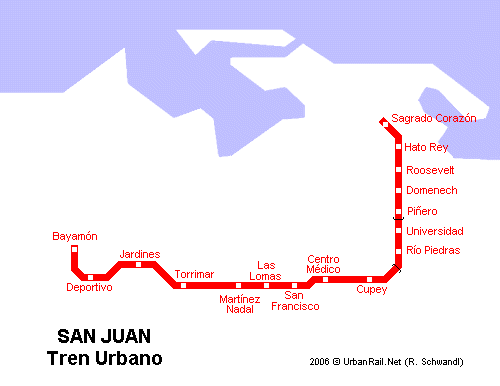 Sagrado Corazón
Hato Rey
Roosevelt
Domenech
Piñero
Universidad
Río Piedras
Bayamón
Deportivo
Jardines
Torrimar
Martínez
Nadal
Las
Lomas
San
Francisco
Centro
Médico
Cupey
SAN JUAN
Tren Urbano
2006 © UrbanRail.Net (R. Schwandl)